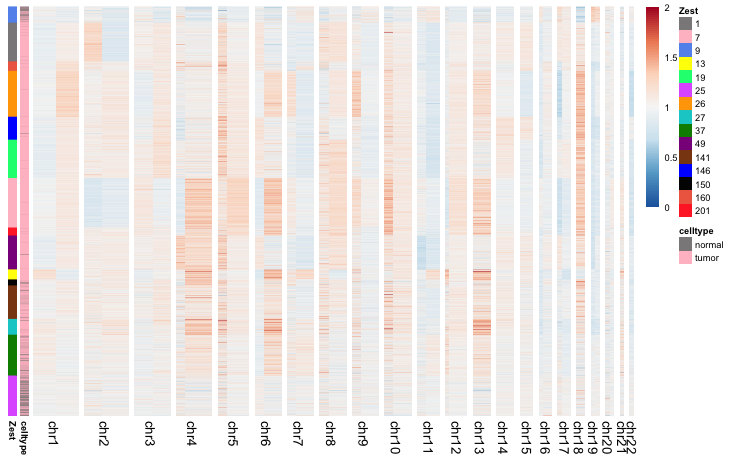 2
1.5
1
0.5
0
Zest
1
7
9
13
19
25
26
27
37
49
141
146
150
160
201
celltype
normal
tumor
Zest
celltype
chr1
chr2
chr3
chr4
chr5
chr6
chr7
chr8
chr9
chr10
chr11
chr12
chr13
chr14
chr15
chr16
chr17
chr18
chr19
chr20
chr21
chr22